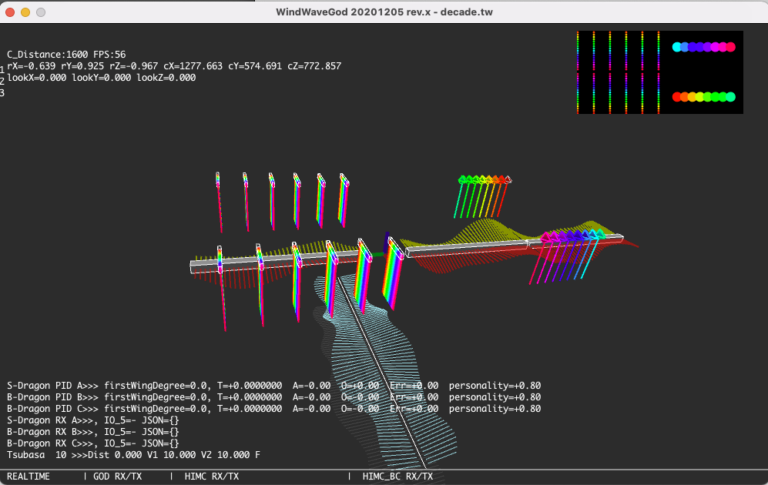 WindWaveGod 20201205 rev.x - decade.tw
C_Distance:1600 FPS:56
rX=-0.639 rY=0.925 rZ=-0.967 cX=1277.663 cY=574.691 cZ=772.857
lookX=0.000 lookY=0.000 lookZ=0.000
1
2
3
S-Dragon PID A>>> firstWingDegree=0.0, T=+0.0000000 A=-0.00 O=+0.00 Err=+0.00 personality=+0.80
B-Dragon PID B>>> firstWingDegree=0.0, T=+0.0000000 A=-0.00 O=-0.00 Err=+0.00 personality=+0.80
B-Dragon PID C>>> firstWingDegree=0.0, T=+0.0000000 A=-0.00 O=+0.00 Err=+0.00 personality=+0.80
S-Dragon RX A>>>, IO_5=- JSON={}
B-Dragon RX B>>>, IO_5=- JSON={}
B-Dragon RX C>>>, IO_5=- JSON={}
Tsubasa 10 >>>Dist 0.000 V1 10.000 V2 10.000 F
REALTIME | GOD RX/TX | HIMC RX/TX | HIMC_BC RX/TX